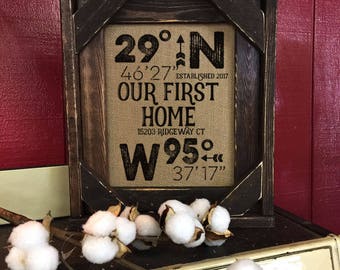 29° N
46'27" ESTABLISHED 2017
OUR FIRST
HOME
15203 RIDGEWAY CT
W 95°
37'17"